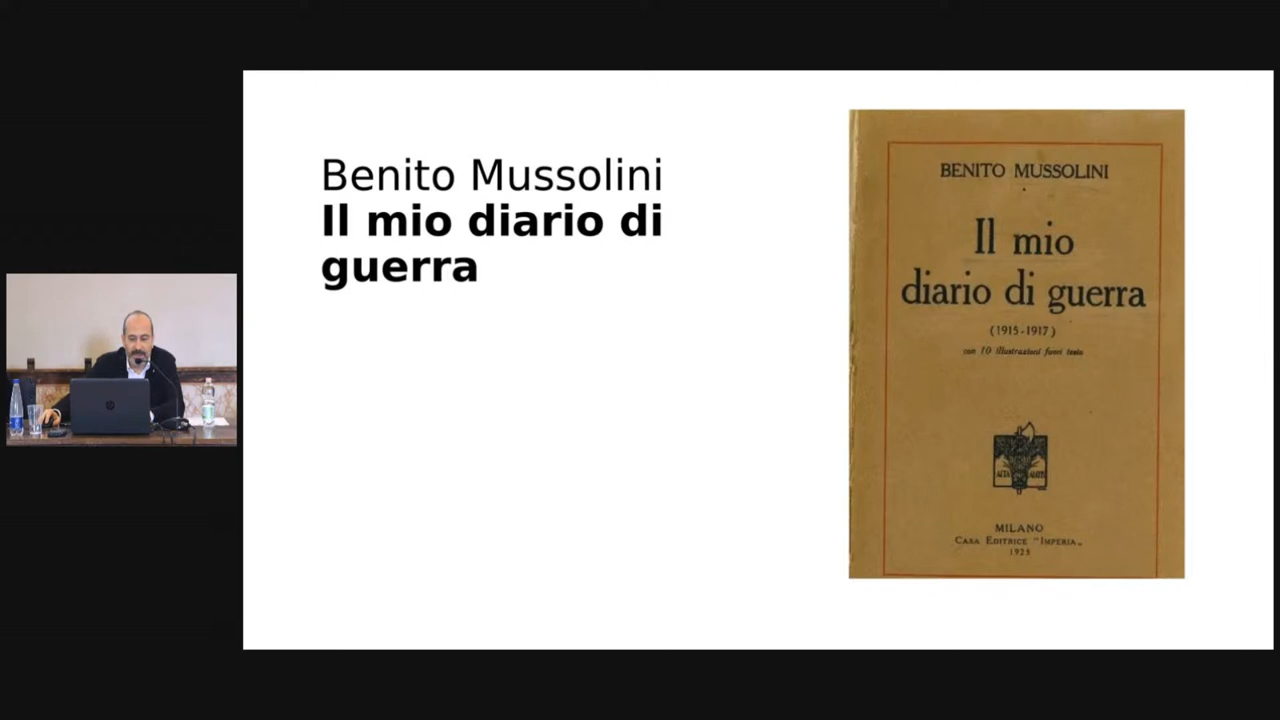 Benito Mussolini
Il mio diario di
guerra
BENITO MUSSOLINI
Il mio
diario di guerra
(1915-1917)
con 10 illustrazioni fuori testo
MILANO
CASA EDITRICE "IMPERIA„
1923
hp